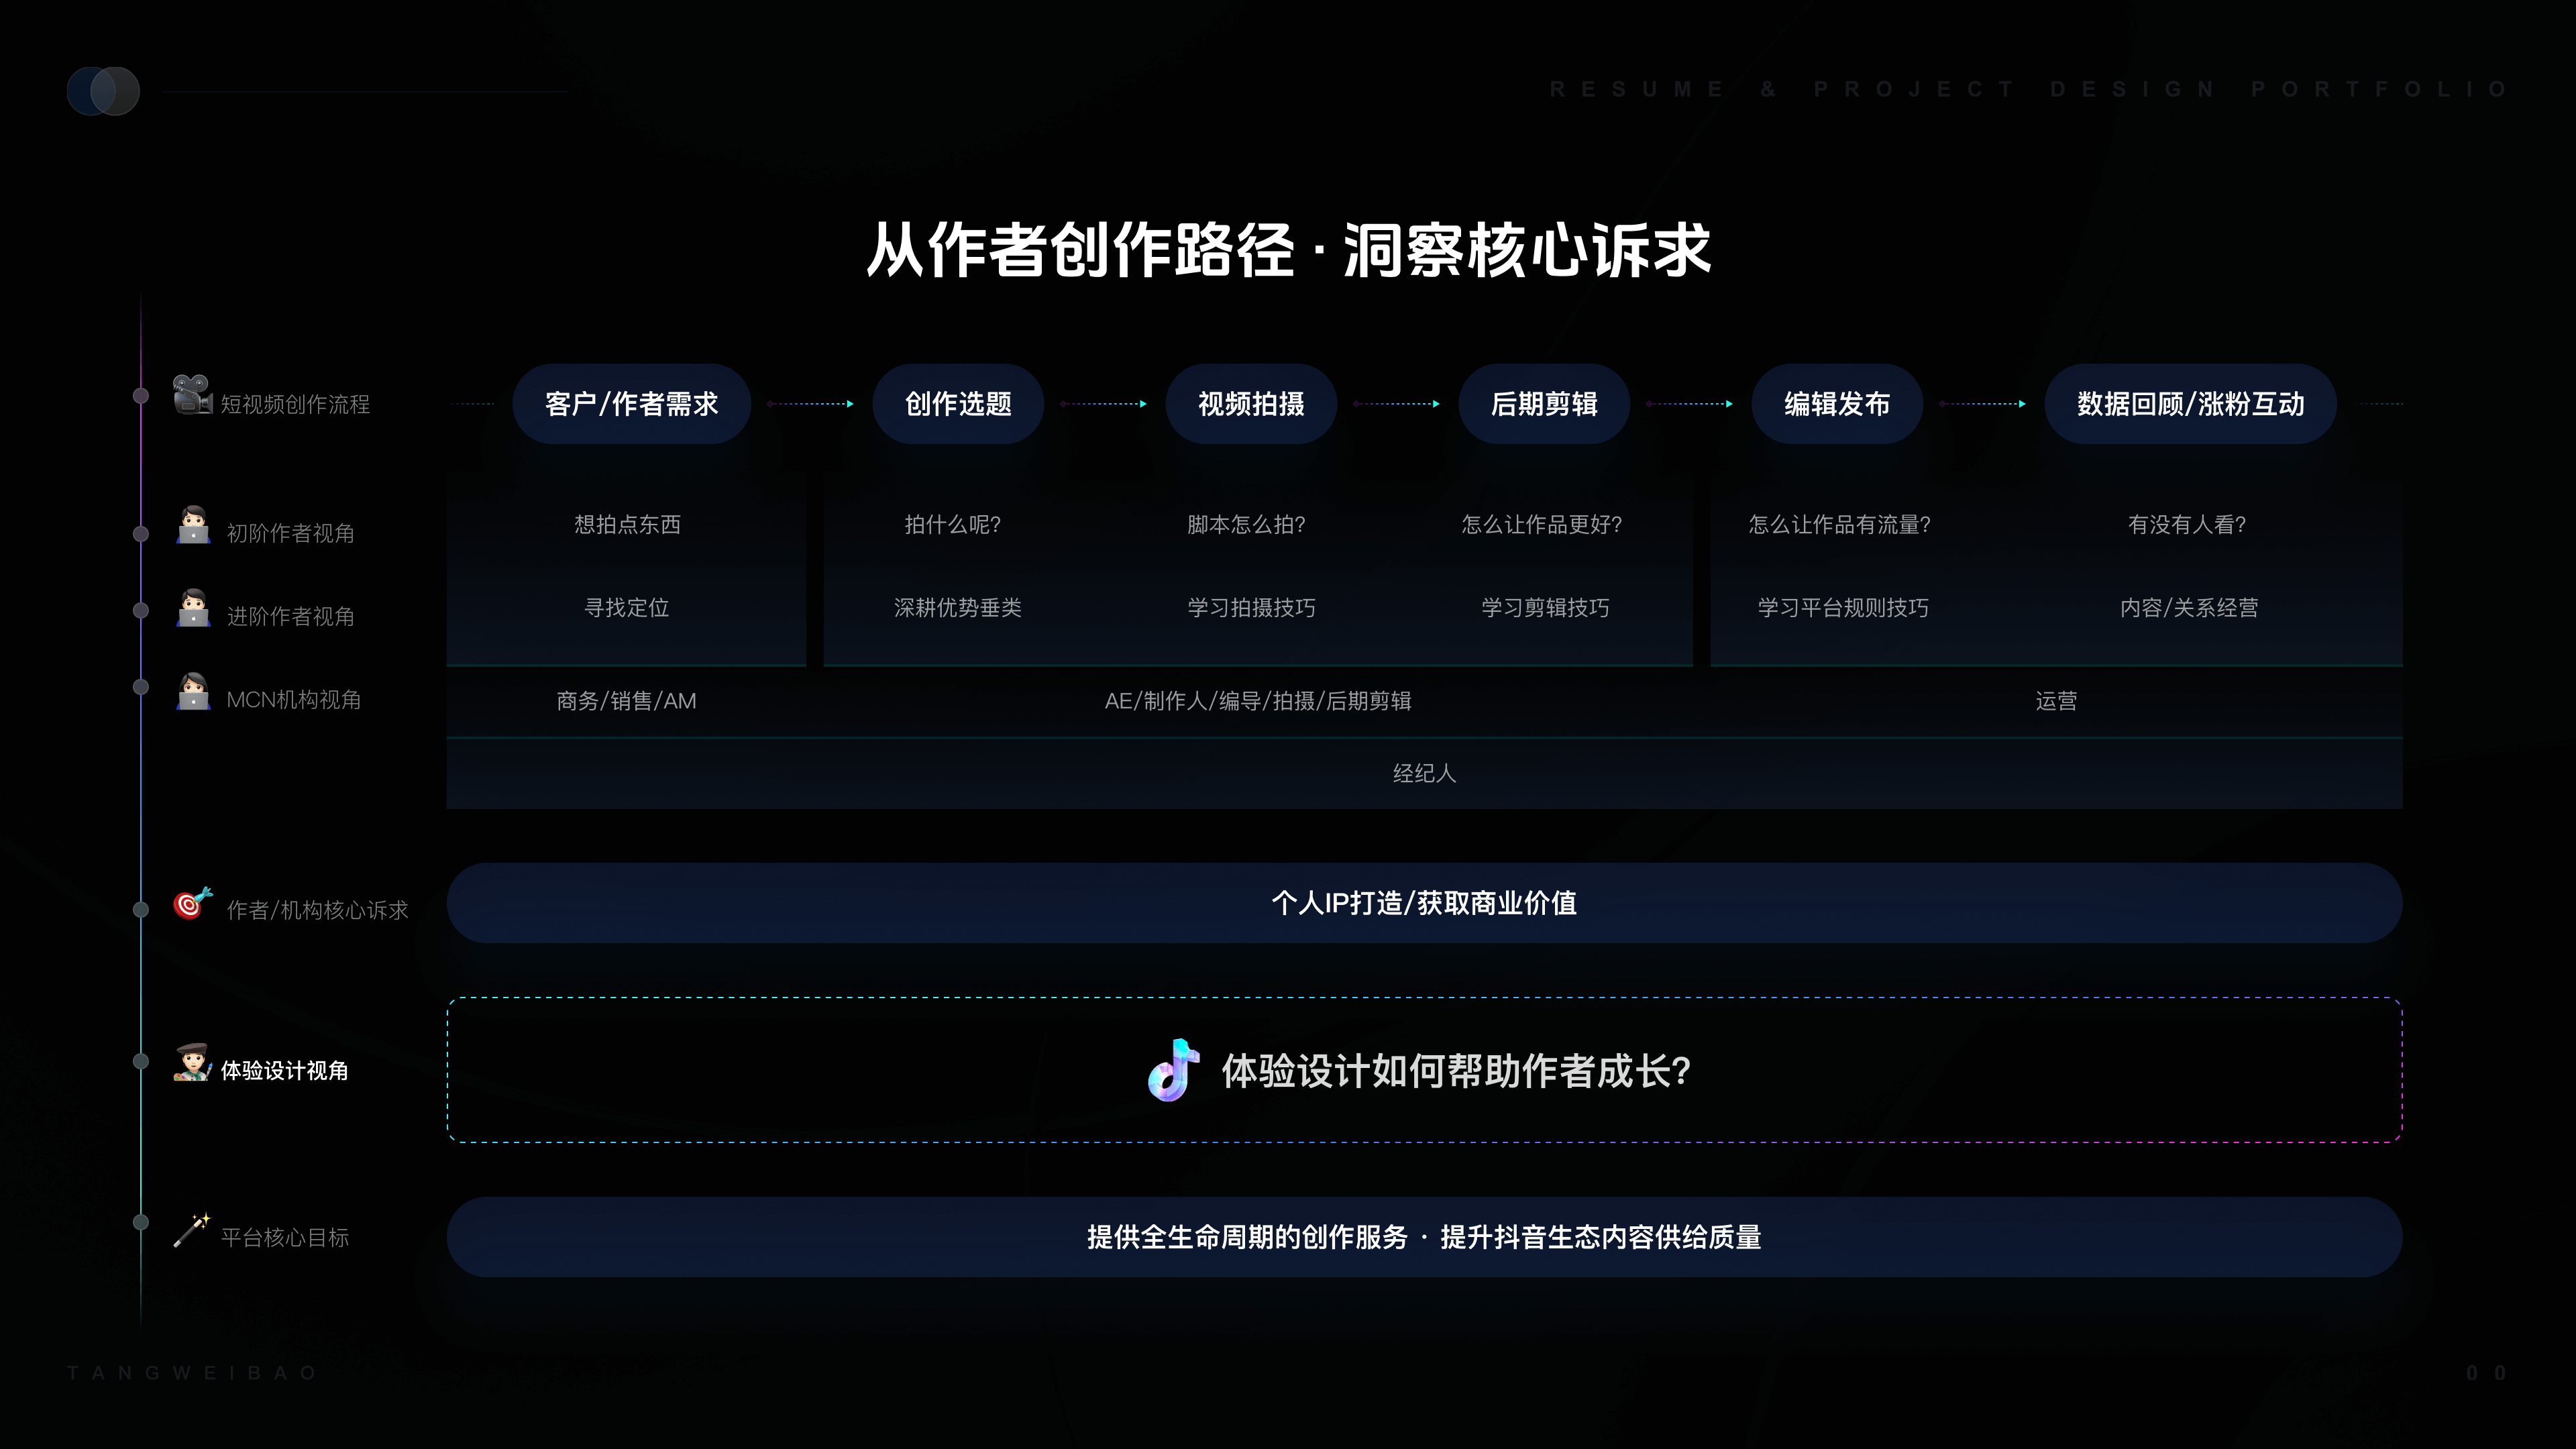 RESUME & PROJECT DESIGN PORTFOLIO
从作者创作路径·洞察核心诉求
短视频创作流程
客户/作者需求
创作选题
视频拍摄
后期剪辑
编辑发布
数据回顾/涨粉互动
初阶作者视角
想拍点东西
拍什么呢?
脚本怎么拍?
怎么让作品更好?
怎么让作品有流量?
有没有人看?
进阶作者视角
寻找定位
深耕优势垂类
学习拍摄技巧
学习剪辑技巧
学习平台规则技巧
内容/关系经营
MCN机构视角
商务/销售/AM
AE/制作人/编导/拍摄/后期剪辑
运营
经纪人
作者/机构核心诉求
个人IP打造/获取商业价值
体验设计视角
体验设计如何帮助作者成长?
平台核心目标
提供全生命周期的创作服务 · 提升抖音生态内容供给质量
TANGWEIBAO
00